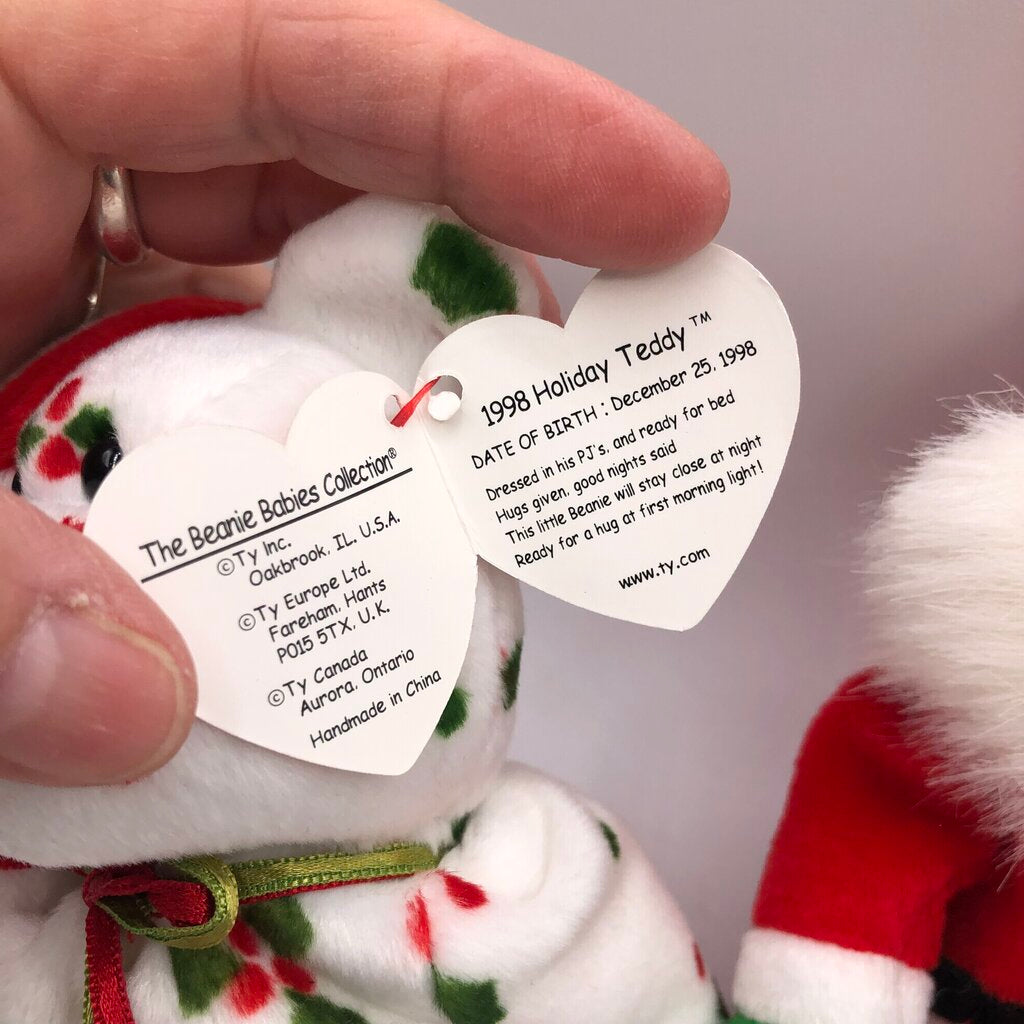 The Beanie Babies Collection®
©Ty Inc.
Oakbrook, IL. U.S.A.
©Ty Europe Ltd.
Fareham, Hants
PO15 5TX, U.K.
©Ty Canada
Aurora, Ontario
Handmade in China
1998 Holiday Teddy ™
DATE OF BIRTH : December 25, 1998
Dressed in his PJ's, and ready for bed
Hugs given, good nights said
This little Beanie will stay close at night
Ready for a hug at first morning light!
www.ty.com